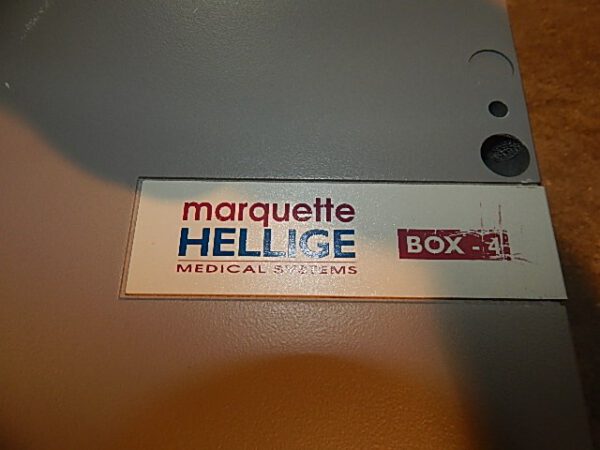 marquette
HELLIGE
MEDICAL SYSTEMS
BOX - 4